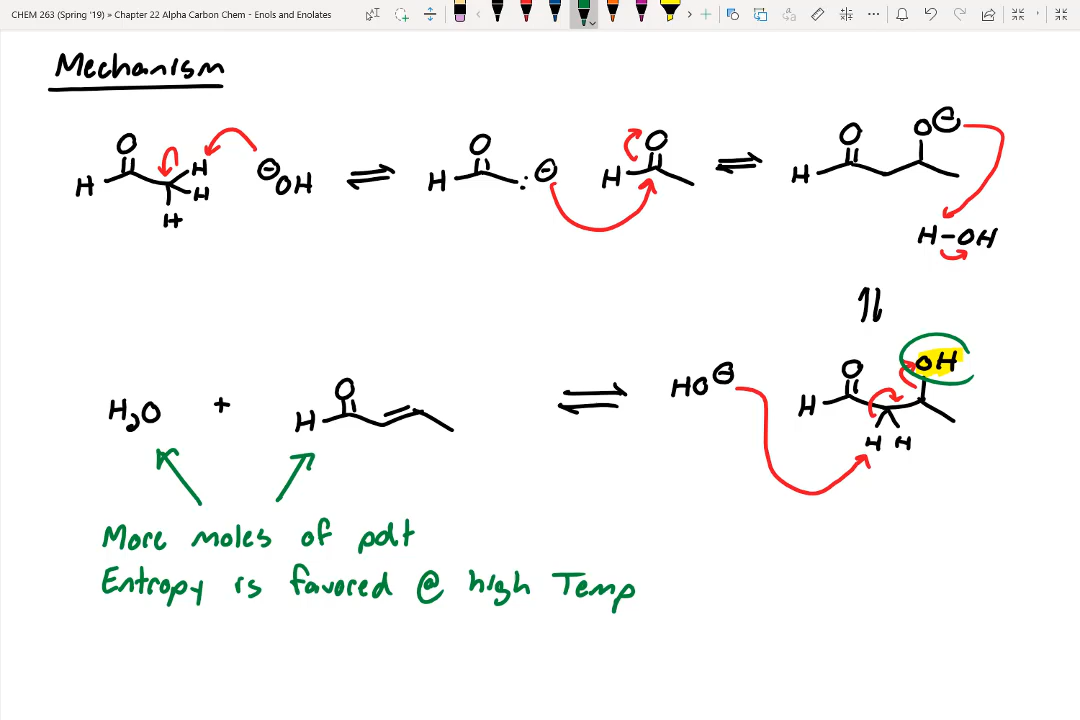 CHEM 263 (Spring '19) » Chapter 22 Alpha Carbon Chem - Enols and Enolates
Mechanism
O H H H H ⊖OH ⇌ O H :⊖ O H ⇌ O H O⊖
H-OH
⇌
H₂O + O H ⇌ HO⊖ O H OH H H
More moles of pdt
Entropy is favored @ high Temp